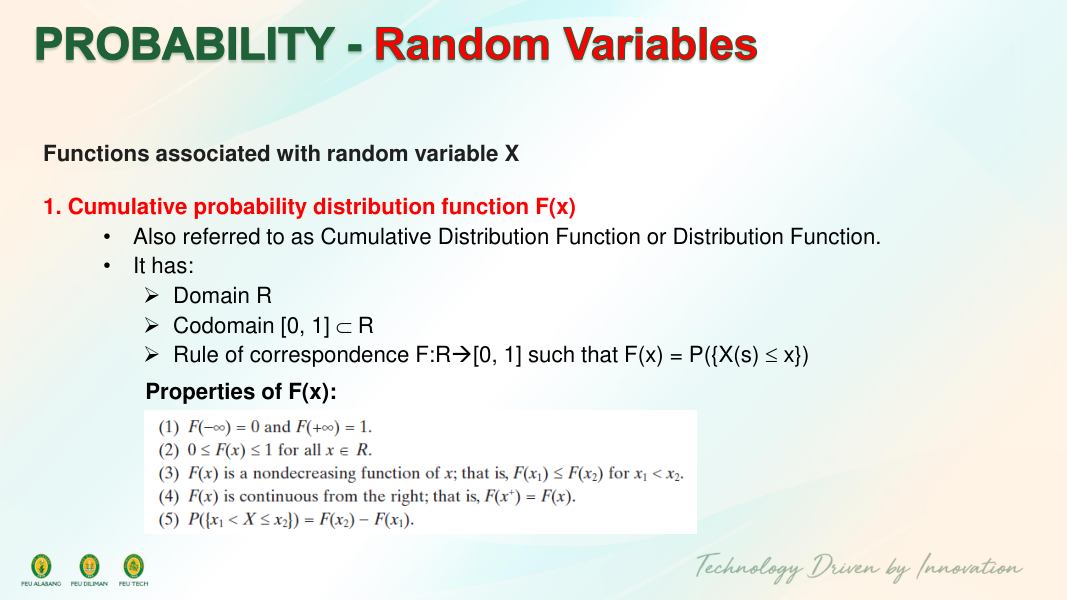 PROBABILITY - Random Variables
Functions associated with random variable X
1. Cumulative probability distribution function F(x)
• Also referred to as Cumulative Distribution Function or Distribution Function.
• It has:
➢ Domain R
➢ Codomain [0, 1] ⊂ R
➢ Rule of correspondence F:R→[0, 1] such that F(x) = P({X(s) ≤ x})
Properties of F(x):
(1) F(−∞) = 0 and F(+∞) = 1.
(2) 0 ≤ F(x) ≤ 1 for all x ∈ R.
(3) F(x) is a nondecreasing function of x; that is, F(x₁) ≤ F(x₂) for x₁ < x₂.
(4) F(x) is continuous from the right; that is, F(x⁺) = F(x).
(5) P({x₁ < X ≤ x₂}) = F(x₂) − F(x₁).
FEU ALABANG FEU DILIMAN FEU TECH
Technology Driven by Innovation